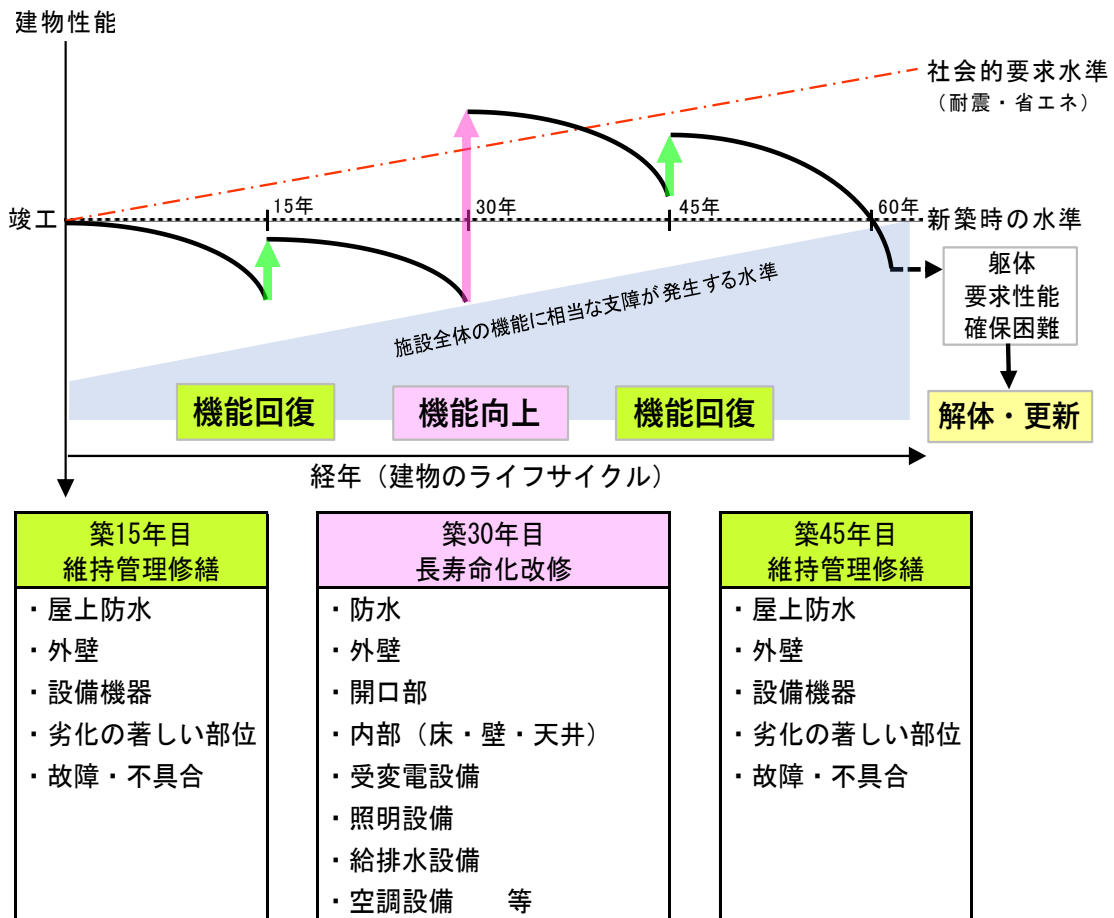 建物性能
社会的要求水準
（耐震・省エネ）
竣工
15年
30年
45年
60年
新築時の水準
施設全体の機能に相当な支障が発生する水準
躯体
要求性能
確保困難
機能回復
機能向上
機能回復
解体・更新
経年（建物のライフサイクル）
築15年目
維持管理修繕
・屋上防水
・外壁
・設備機器
・劣化の著しい部位
・故障・不具合
築30年目
長寿命化改修
・防水
・外壁
・開口部
・内部（床・壁・天井）
・受変電設備
・照明設備
・給排水設備
・空調設備　　等
築45年目
維持管理修繕
・屋上防水
・外壁
・設備機器
・劣化の著しい部位
・故障・不具合